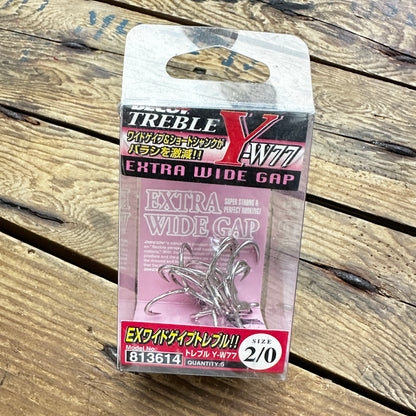 DECOY
TREBLE Y-W77
ワイドゲイプ&ショートシャンクが
バラシを激減!!
EXTRA WIDE GAP
EXTRA
WIDE GAP
SUPER STRONG &
PERFECT HOOKING!
EXワイドゲイプトレブル!!
Model No.
813614
トレブル Y-W77
QUANTITY:6
SIZE
2/0